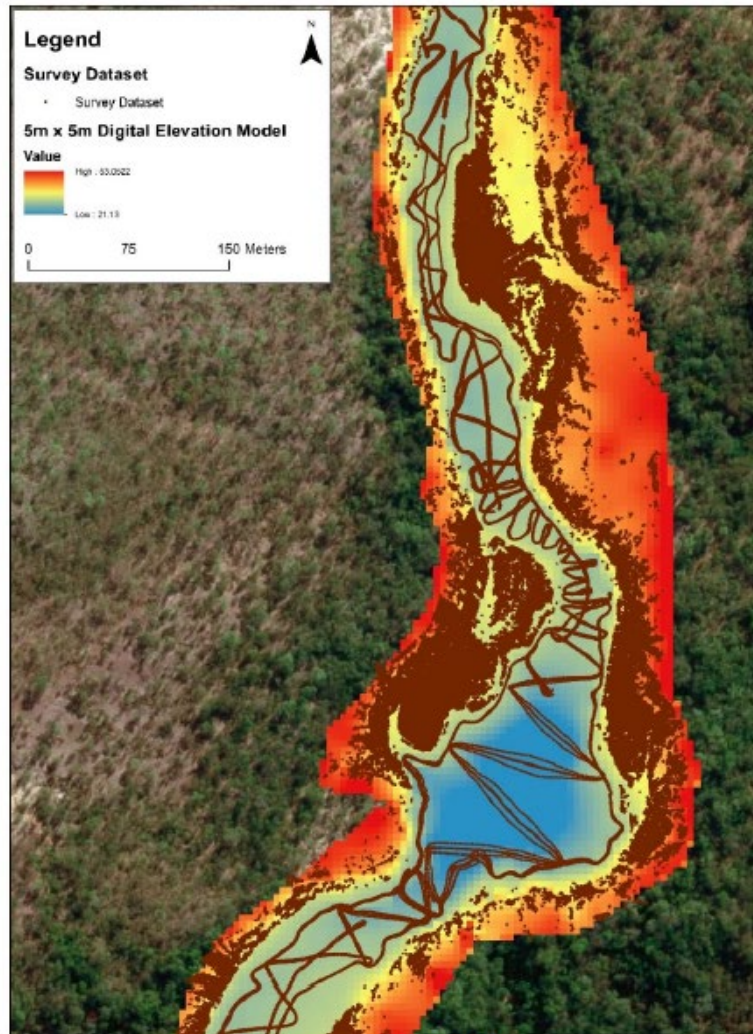 N
Legend
Survey Dataset
Survey Dataset
5m x 5m Digital Elevation Model
Value
High : 53.0522
Low : 21.13
0 75 150 Meters